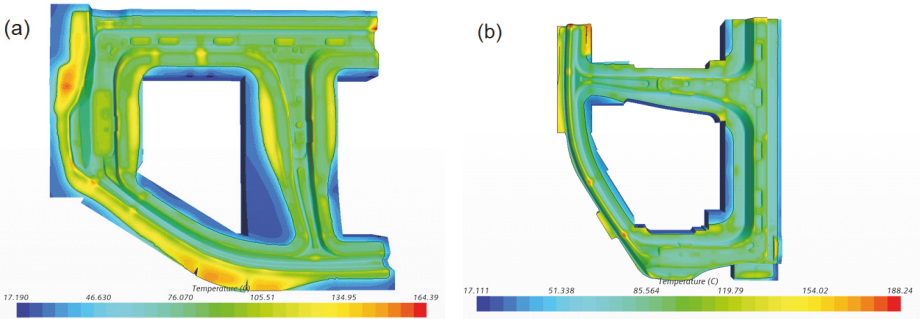 (a)
Temperature (C)
17.190 46.630 76.070 105.51 134.95 164.39
(b)
Temperature (C)
17.111 51.338 85.564 119.79 154.02 188.24